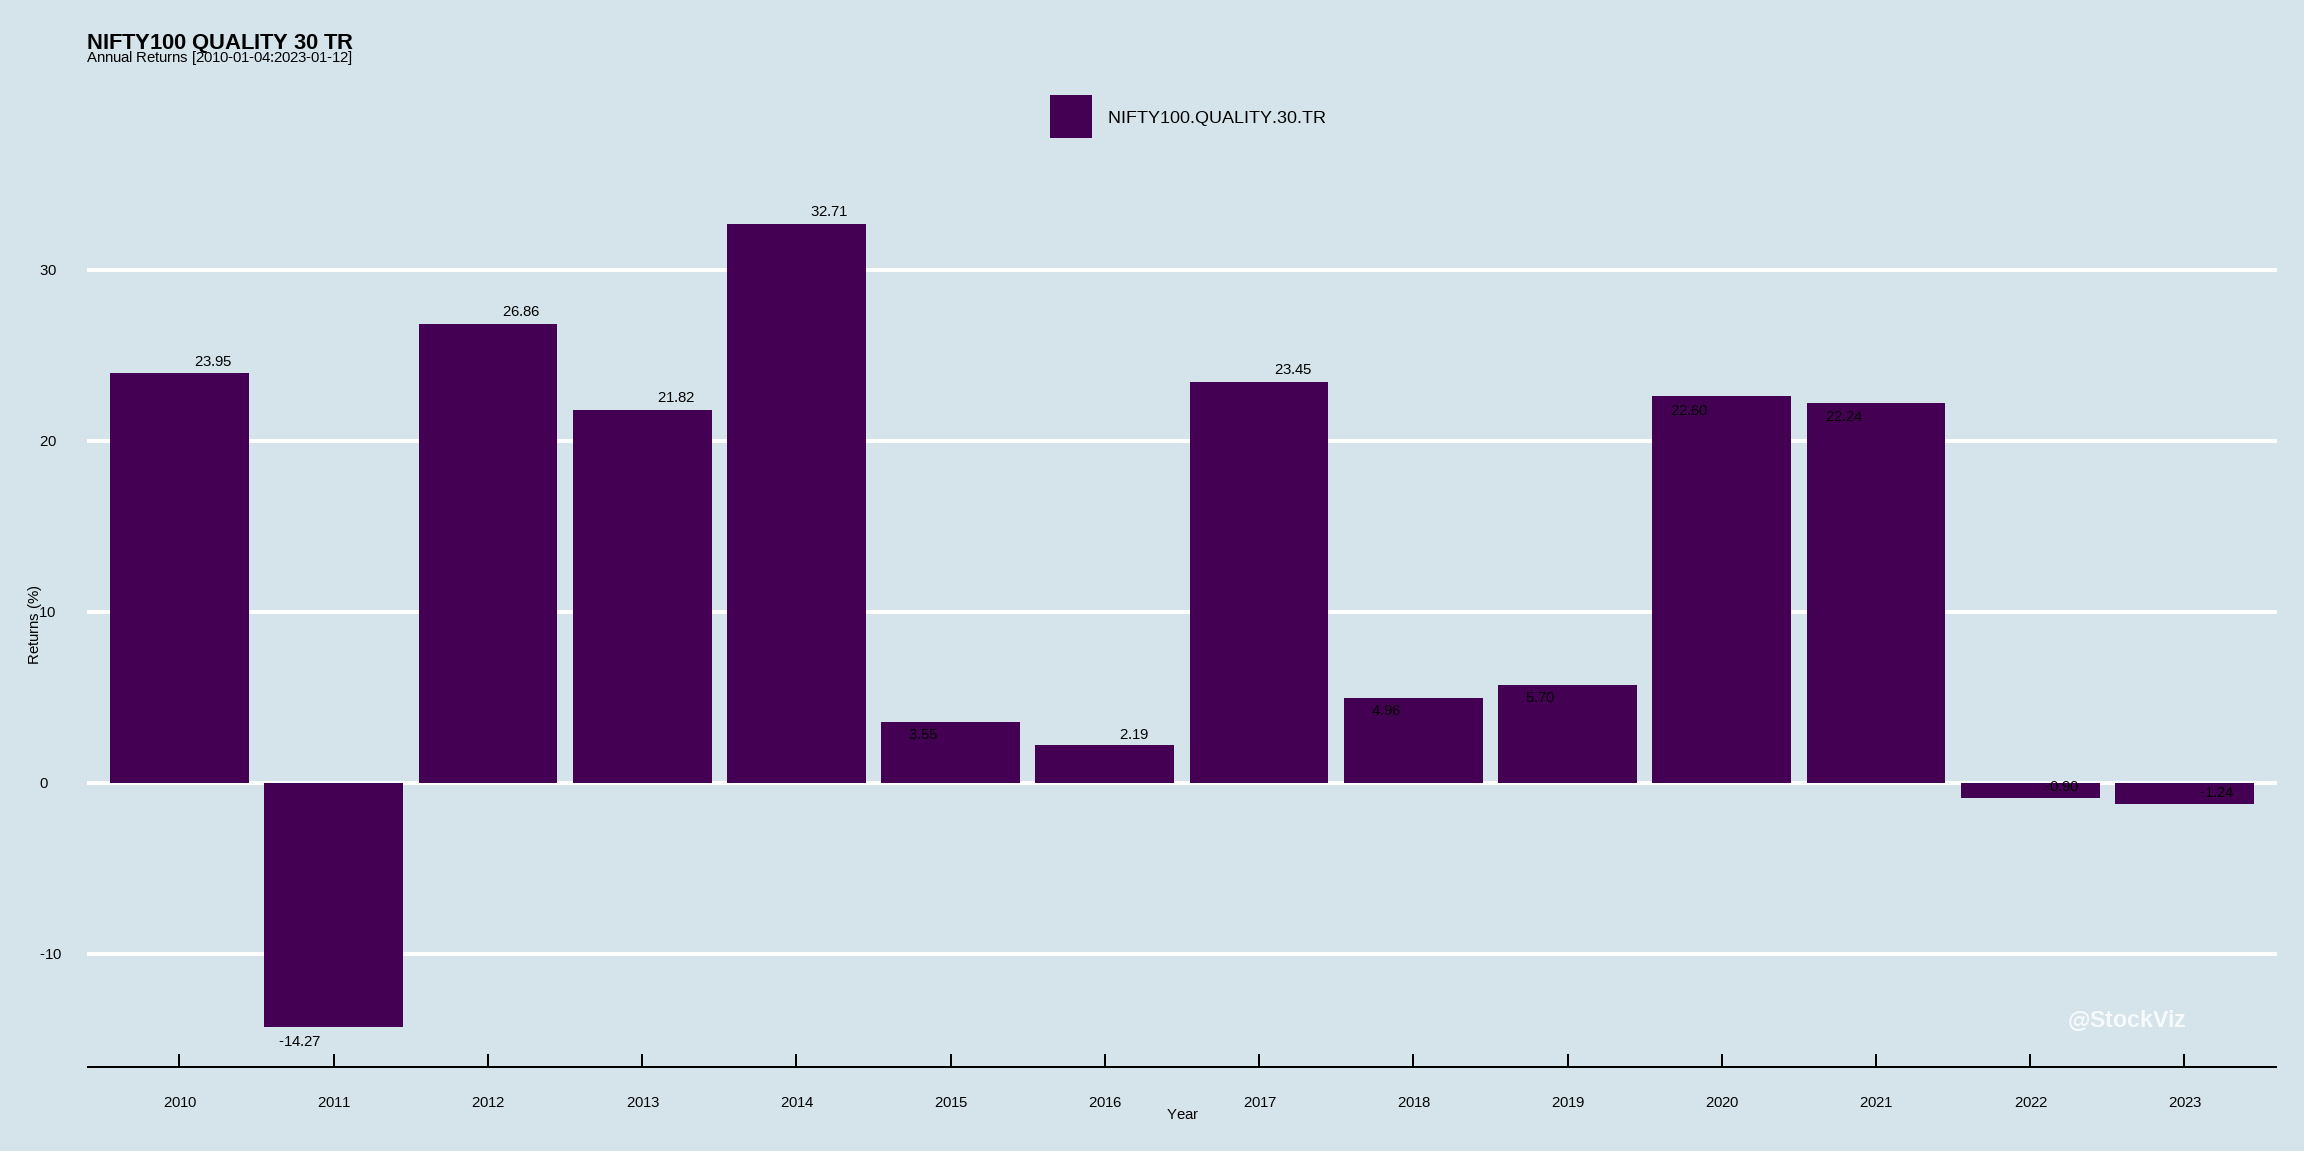 NIFTY100 QUALITY 30 TR
Annual Returns [2010-01-04:2023-01-12]
NIFTY100.QUALITY.30.TR
32.71
30
26.86
23.95
23.45
21.82
22.60
22.24
20
Returns (%)
10
5.70
4.96
3.55
2.19
0
-0.90
-1.24
-10
@StockViz
-14.27
2010 2011 2012 2013 2014 2015 2016 2017 2018 2019 2020 2021 2022 2023
Year